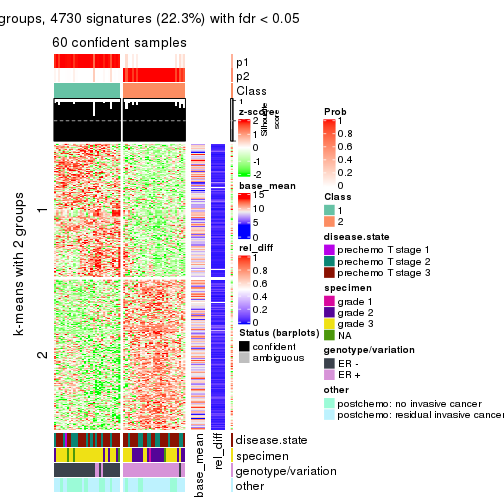 groups, 4730 signatures (22.3%) with fdr < 0.05
60 confident samples
p1
p2
Class
1
Silhouette
score
z-score
2
1
0
-1
-2
base_mean
15
10
5
0
rel_diff
1
0.8
0.6
0.4
0.2
0
Status (barplots)
confident
ambiguous
Prob
1
0.8
0.6
0.4
0.2
0
Class
1
2
disease.state
prechemo T stage 1
prechemo T stage 2
prechemo T stage 3
specimen
grade 1
grade 2
grade 3
NA
genotype/variation
ER -
ER +
other
postchemo: no invasive cancer
postchemo: residual invasive cancer
k-means with 2 groups
1
2
base_mean
rel_diff
disease.state
specimen
genotype/variation
other